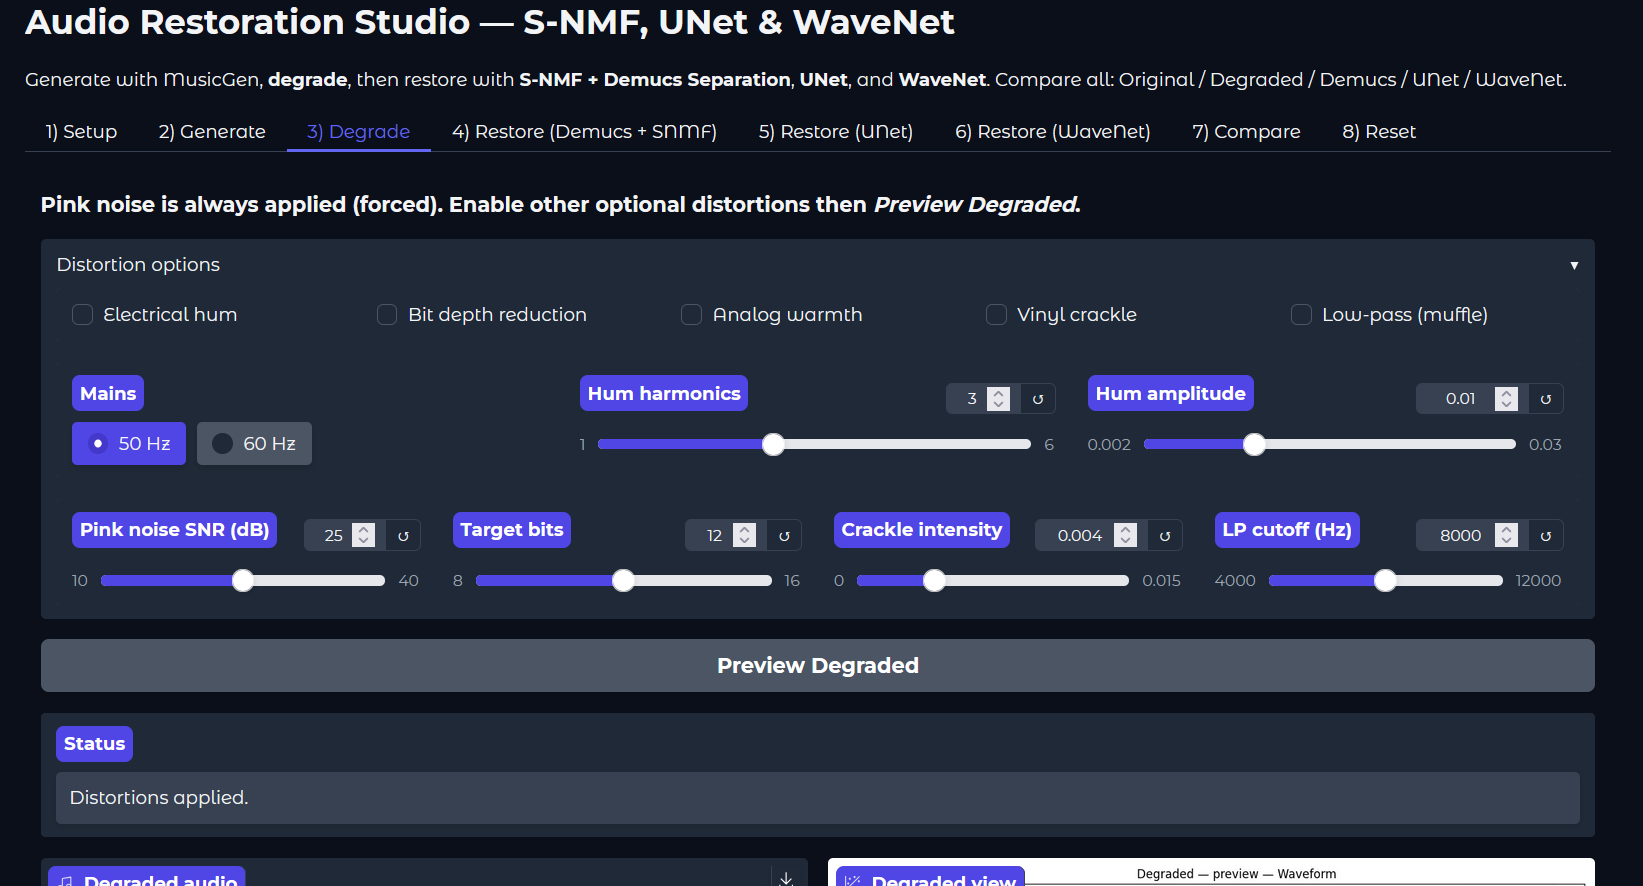 Audio Restoration Studio — S-NMF, UNet & WaveNet
Generate with MusicGen, degrade, then restore with S-NMF + Demucs Separation, UNet, and WaveNet. Compare all: Original / Degraded / Demucs / UNet / WaveNet.
1) Setup 2) Generate 3) Degrade 4) Restore (Demucs + SNMF) 5) Restore (UNet) 6) Restore (WaveNet) 7) Compare 8) Reset
Pink noise is always applied (forced). Enable other optional distortions then Preview Degraded.
Distortion options ▼
Electrical hum Bit depth reduction Analog warmth Vinyl crackle Low-pass (muffle)
Mains Hum harmonics 3 ↺ Hum amplitude 0.01 ↺
50 Hz 60 Hz 1 6 0.002 0.03
Pink noise SNR (dB) 25 ↺ Target bits 12 ↺ Crackle intensity 0.004 ↺ LP cutoff (Hz) 8000 ↺
10 40 8 16 0 0.015 4000 12000
Preview Degraded
Status
Distortions applied.
Degraded audio Degraded view Degraded — preview — Waveform